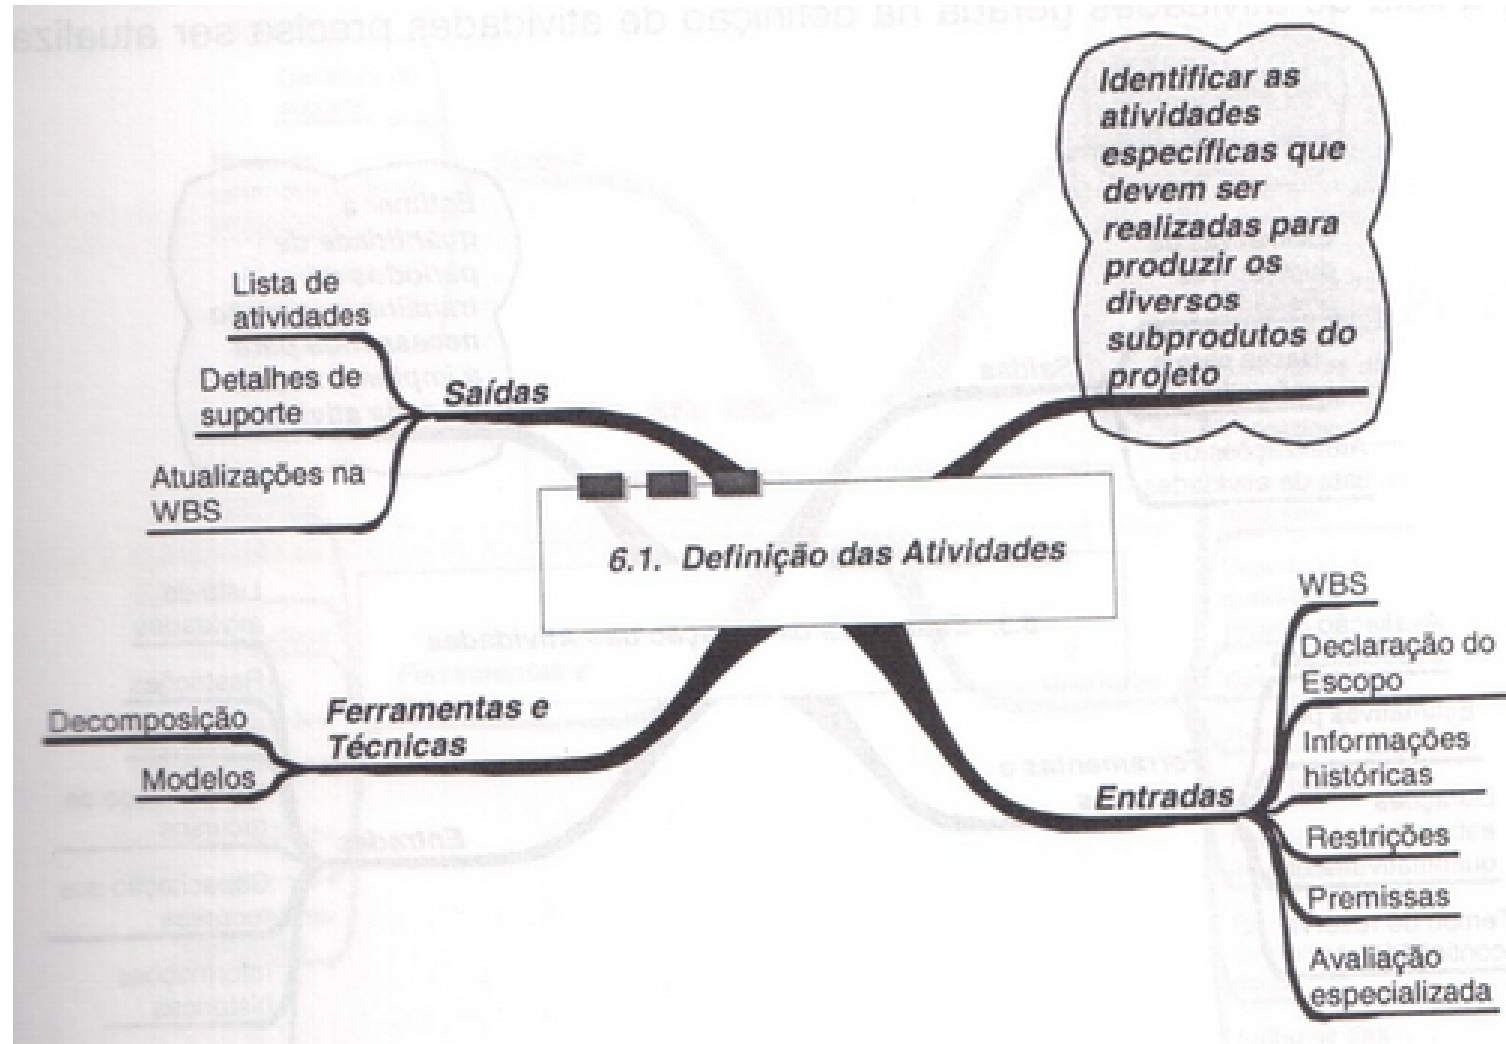 Identificar as
atividades
específicas que
devem ser
realizadas para
produzir os
diversos
subprodutos do
projeto
Lista de
atividades
Detalhes de
suporte
Atualizações na
WBS
Saídas
6.1. Definição das Atividades
Decomposição
Modelos
Ferramentas e
Técnicas
Entradas
WBS
Declaração do
Escopo
Informações
históricas
Restrições
Premissas
Avaliação
especializada